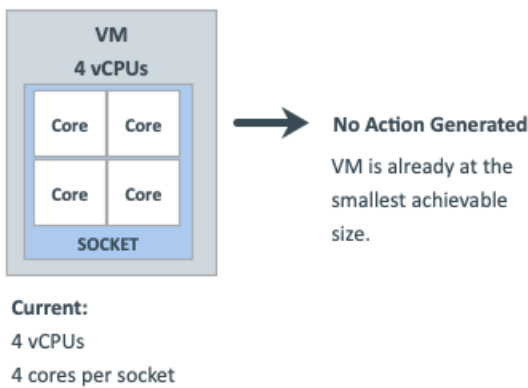 VM
4 vCPUs
Core Core
Core Core
SOCKET
No Action Generated
VM is already at the
smallest achievable
size.
Current:
4 vCPUs
4 cores per socket